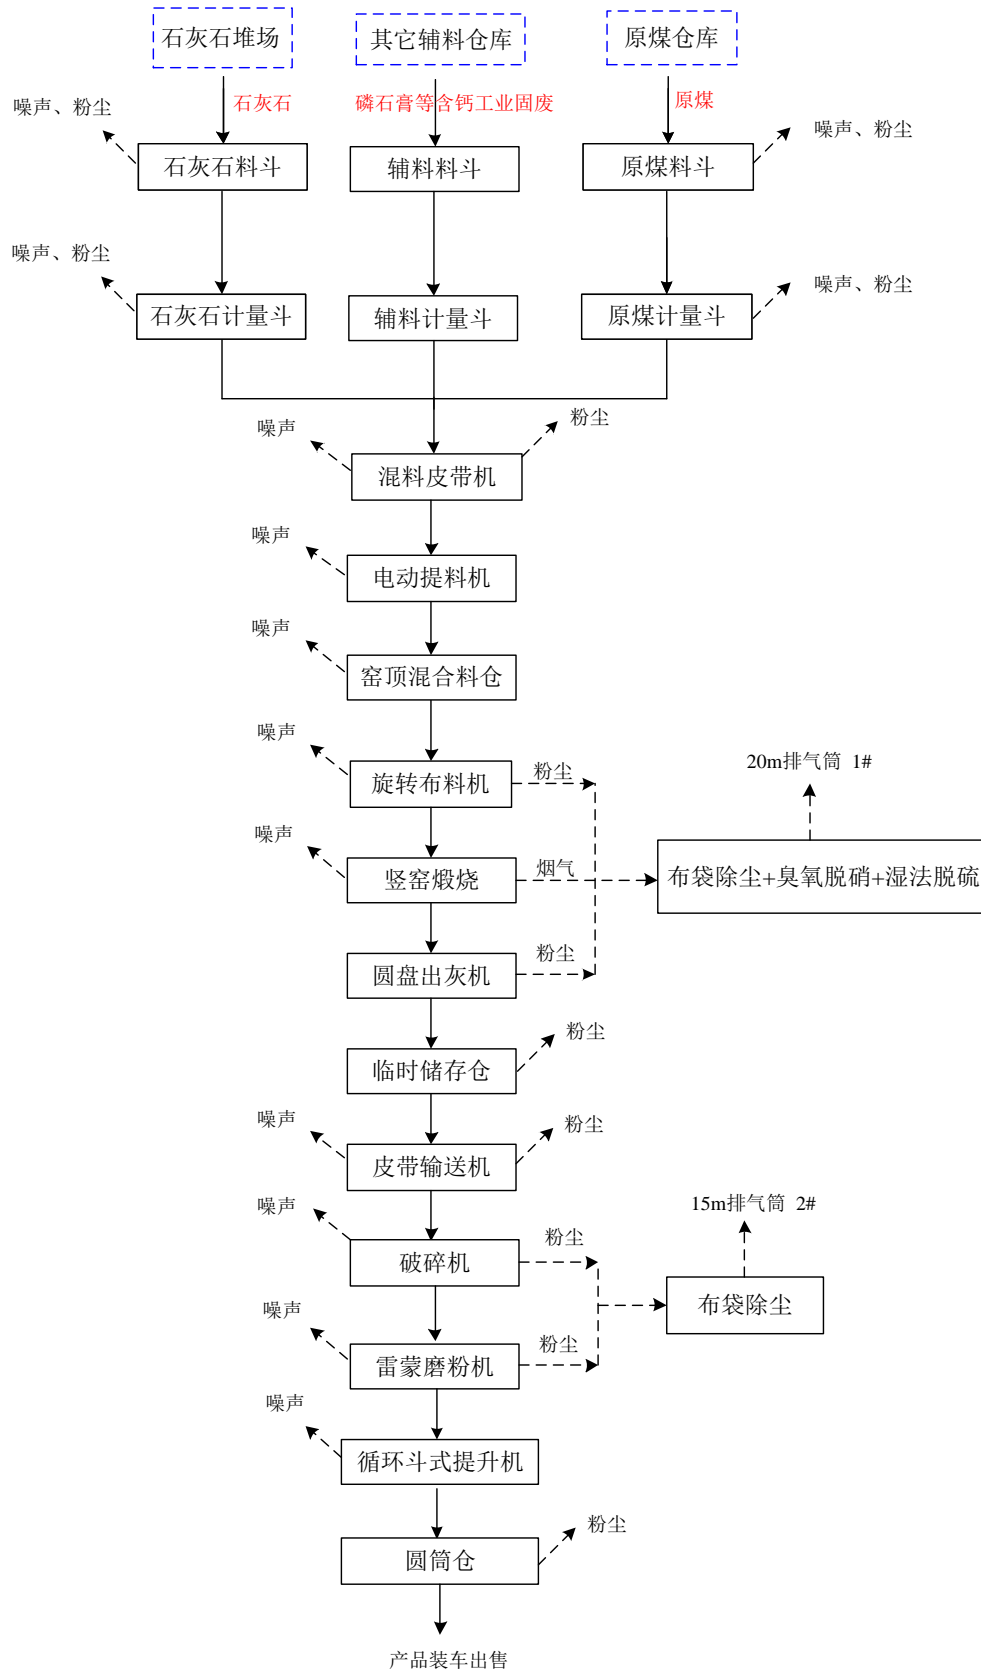 石灰石堆场
其它辅料仓库
原煤仓库
石灰石
磷石膏等含钙工业固废
原煤
噪声、粉尘
噪声、粉尘
石灰石料斗
辅料料斗
原煤料斗
噪声、粉尘
噪声、粉尘
石灰石计量斗
辅料计量斗
原煤计量斗
噪声
粉尘
混料皮带机
噪声
电动提料机
噪声
窑顶混合料仓
噪声
旋转布料机
粉尘
20m排气筒 1#
噪声
竖窑煅烧
烟气
布袋除尘+臭氧脱硝+湿法脱硫
圆盘出灰机
粉尘
临时储存仓
粉尘
噪声
皮带输送机
粉尘
噪声
破碎机
粉尘
15m排气筒 2#
布袋除尘
噪声
雷蒙磨粉机
粉尘
噪声
循环斗式提升机
圆筒仓
粉尘
产品装车出售